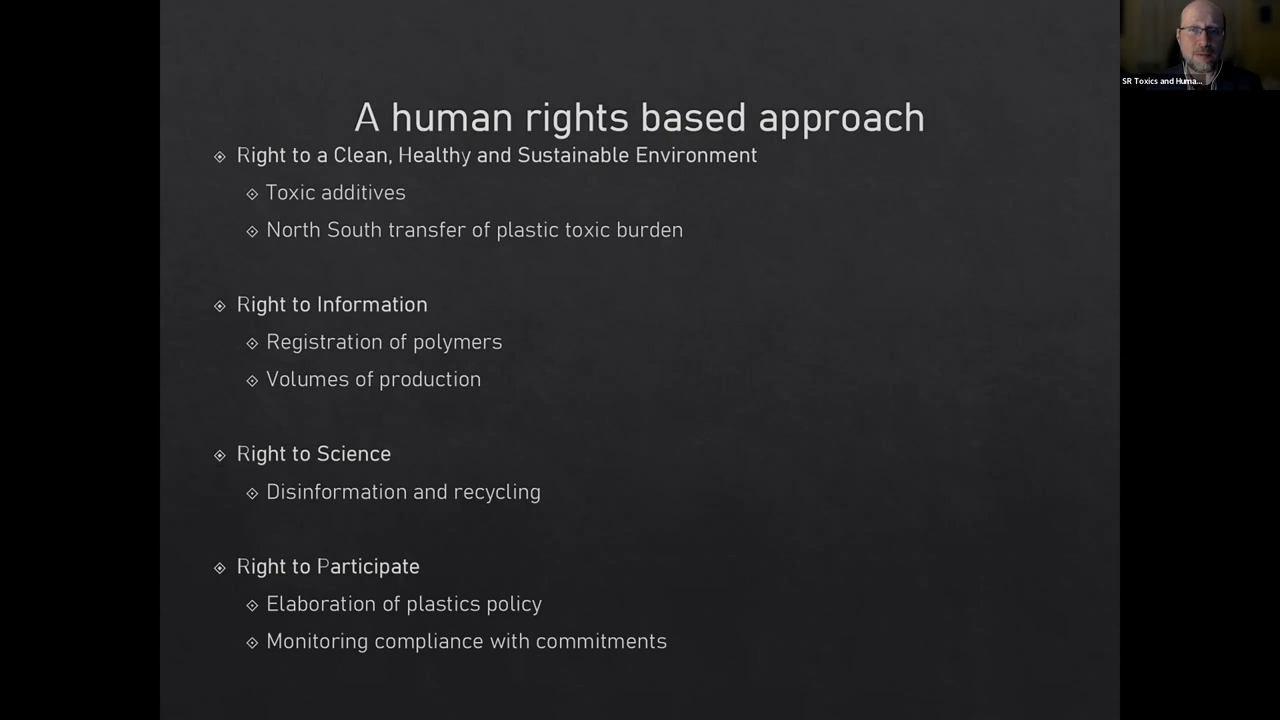 A human rights based approach
Right to a Clean, Healthy and Sustainable Environment
Toxic additives
North South transfer of plastic toxic burden
Right to Information
Registration of polymers
Volumes of production
Right to Science
Disinformation and recycling
Right to Participate
Elaboration of plastics policy
Monitoring compliance with commitments
SR Toxics and Huma...